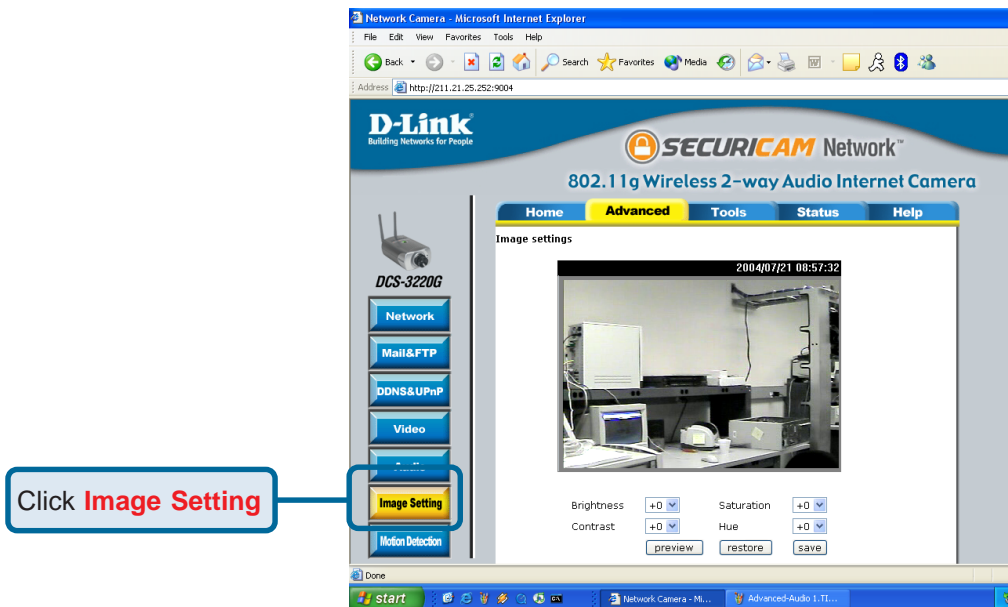 Network Camera - Microsoft Internet Explorer
File Edit View Favorites Tools Help
Back Search Favorites Media
Address http://211.21.25.252:9004
D-Link
Building Networks for People
SECURICAM Network™
802.11g Wireless 2-way Audio Internet Camera
Home Advanced Tools Status Help
Image settings
2004/07/21 08:57:32
DCS-3220G
Network
Mail&FTP
DDNS&UPnP
Video
Audio
Image Setting
Motion Detection
Click Image Setting
Brightness +0 Saturation +0
Contrast +0 Hue +0
preview restore save
Done
start Network Camera - Mi... Advanced-Audio 1.TI...